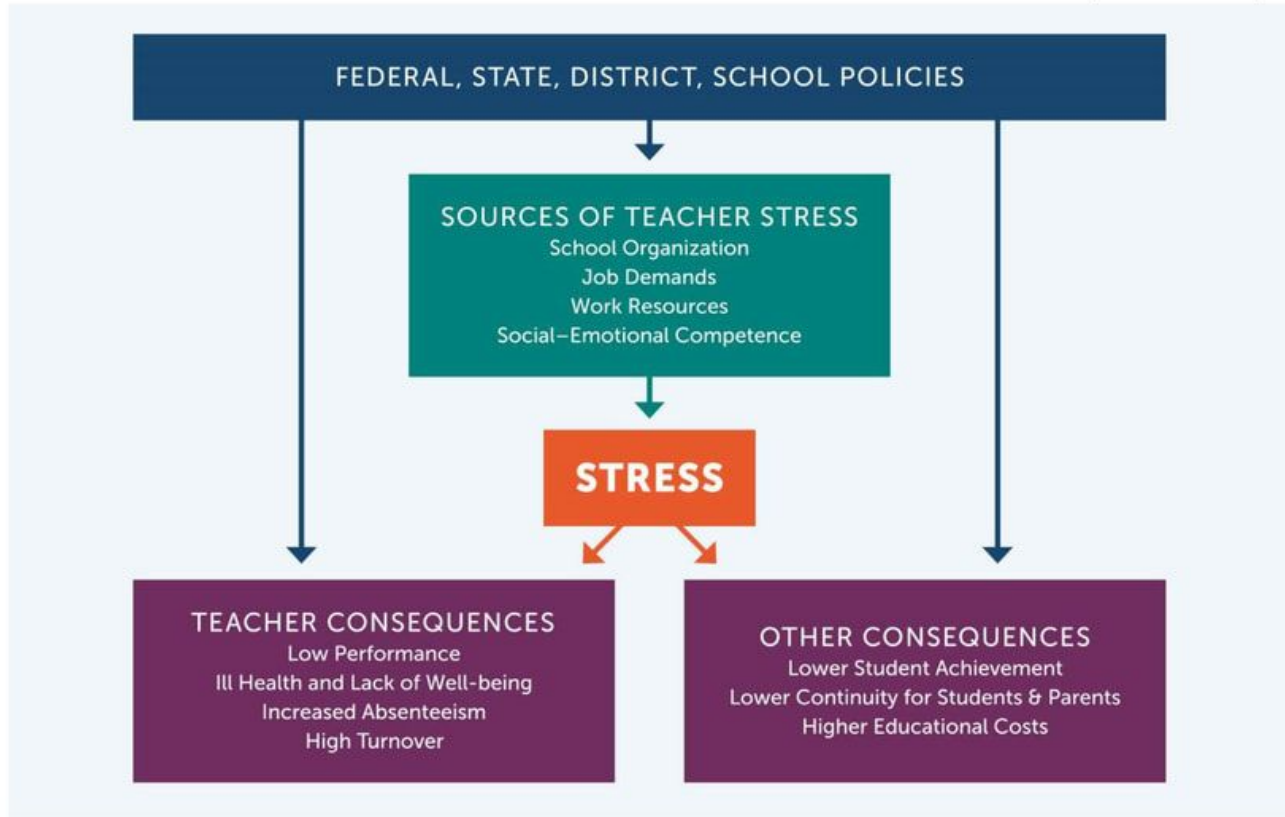 FEDERAL, STATE, DISTRICT, SCHOOL POLICIES
SOURCES OF TEACHER STRESS
School Organization
Job Demands
Work Resources
Social–Emotional Competence
STRESS
TEACHER CONSEQUENCES
Low Performance
Ill Health and Lack of Well-being
Increased Absenteeism
High Turnover
OTHER CONSEQUENCES
Lower Student Achievement
Lower Continuity for Students & Parents
Higher Educational Costs